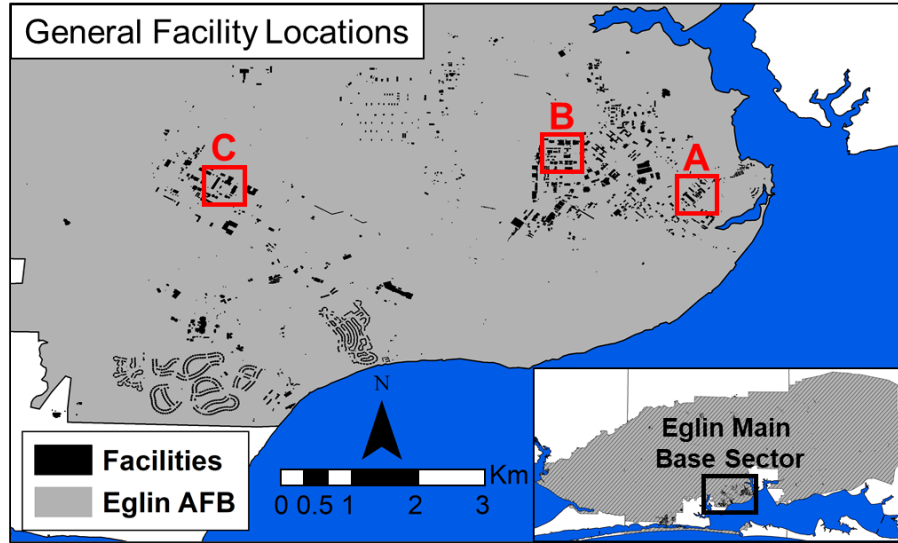 General Facility Locations
B
C
A
N
Facilities
Eglin AFB
Km
0 0.5 1 2 3
Eglin Main
Base Sector